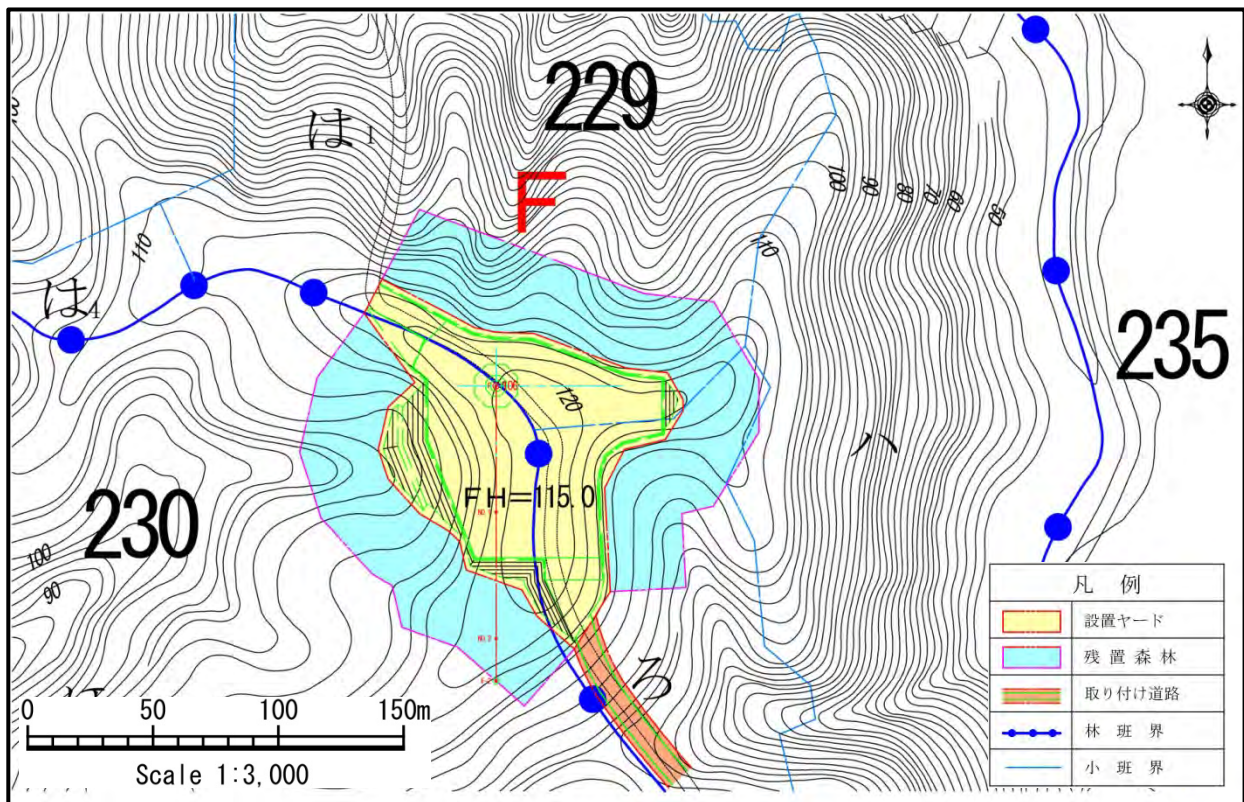 229
は1
F
100
90
80
70
60
50
110
110
は4
235
120
ハ
FH=115.0
230
100
90
ろ
凡 例
設置ヤード
残 置 森 林
取り付け道路
林 班 界
小 班 界
0 50 100 150m
Scale 1:3,000